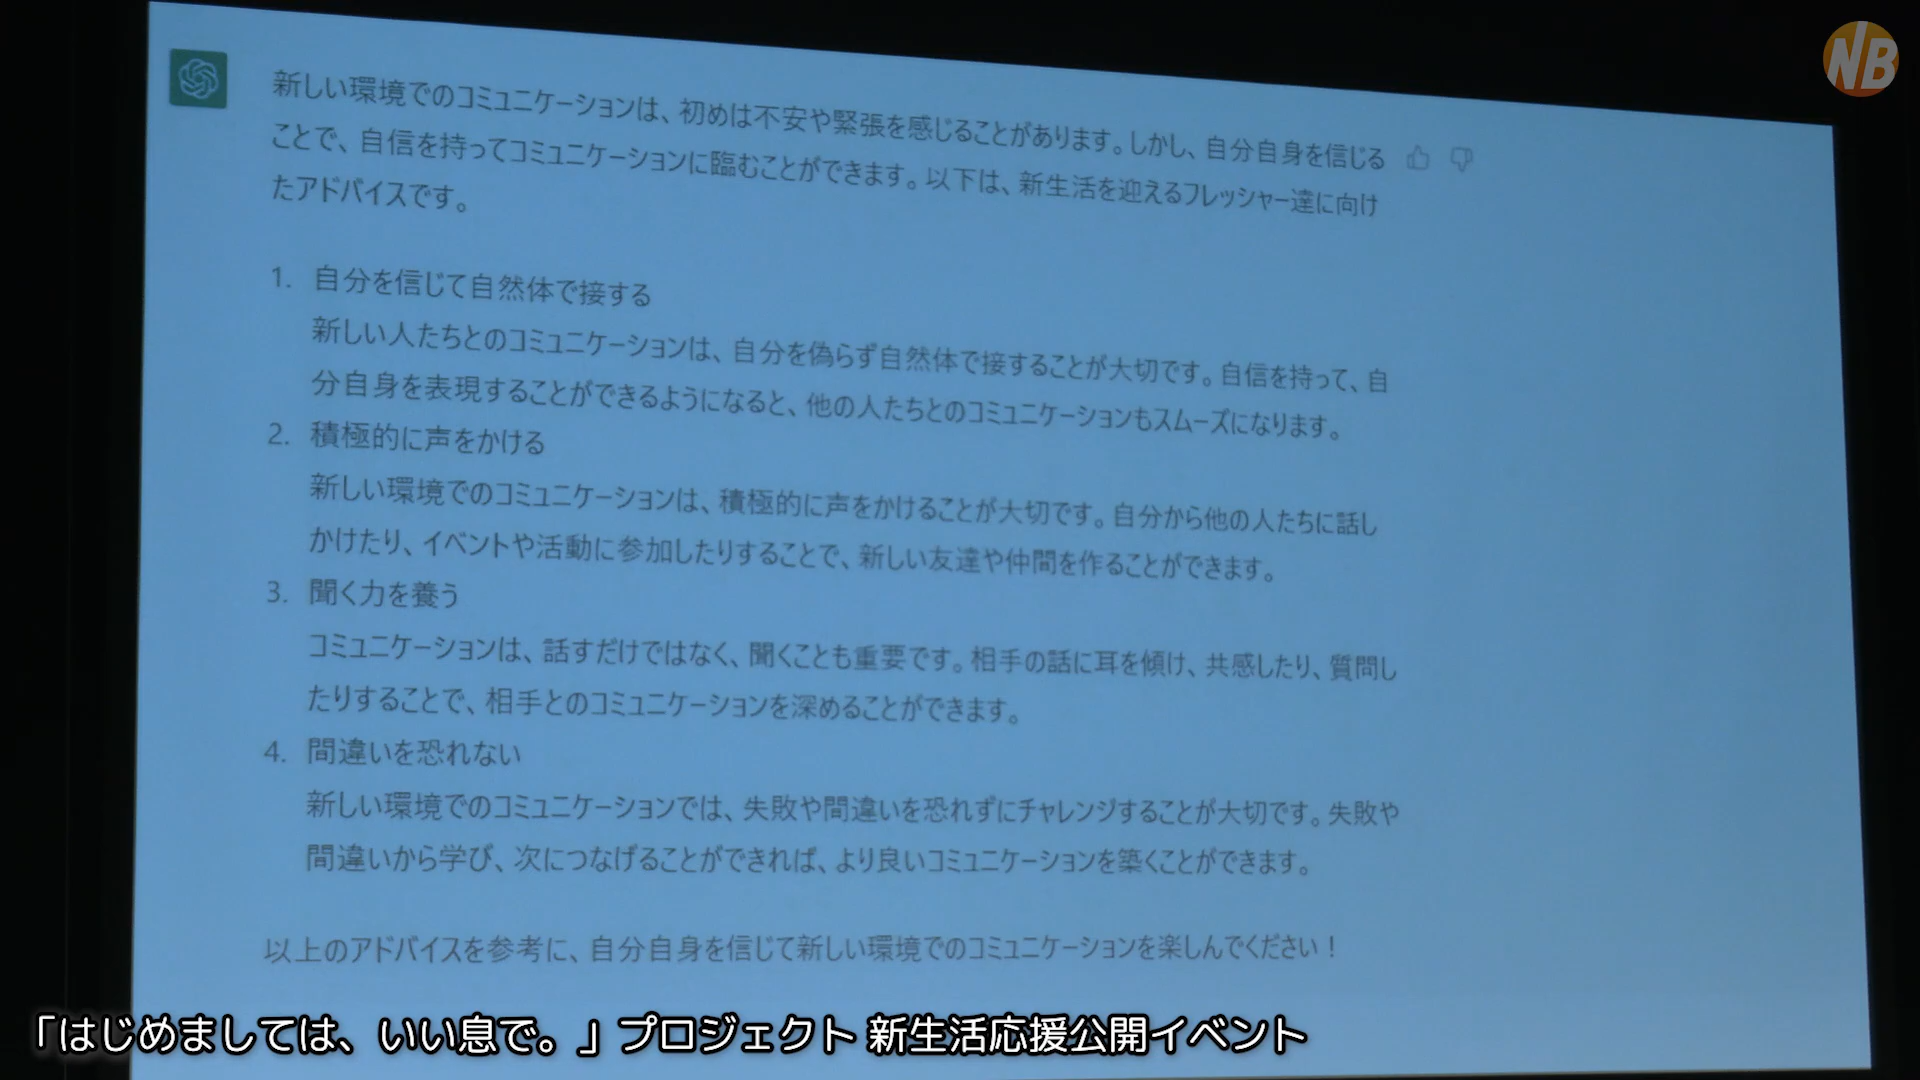 NB
新しい環境でのコミュニケーションは、初めは不安や緊張を感じることがあります。しかし、自分自身を信じる
ことで、自信を持ってコミュニケーションに臨むことができます。以下は、新生活を迎えるフレッシャー達に向け
たアドバイスです。
1. 自分を信じて自然体で接する
新しい人たちとのコミュニケーションは、自分を偽らず自然体で接することが大切です。自信を持って、自
分自身を表現することができるようになると、他の人たちとのコミュニケーションもスムーズになります。
2. 積極的に声をかける
新しい環境でのコミュニケーションは、積極的に声をかけることが大切です。自分から他の人たちに話し
かけたり、イベントや活動に参加したりすることで、新しい友達や仲間を作ることができます。
3. 聞く力を養う
コミュニケーションは、話すだけではなく、聞くことも重要です。相手の話に耳を傾け、共感したり、質問し
たりすることで、相手とのコミュニケーションを深めることができます。
4. 間違いを恐れない
新しい環境でのコミュニケーションでは、失敗や間違いを恐れずにチャレンジすることが大切です。失敗や
間違いから学び、次につなげることができれば、より良いコミュニケーションを築くことができます。
以上のアドバイスを参考に、自分自身を信じて新しい環境でのコミュニケーションを楽しんでください！
「はじめましては、いい息で。」プロジェクト 新生活応援公開イベント